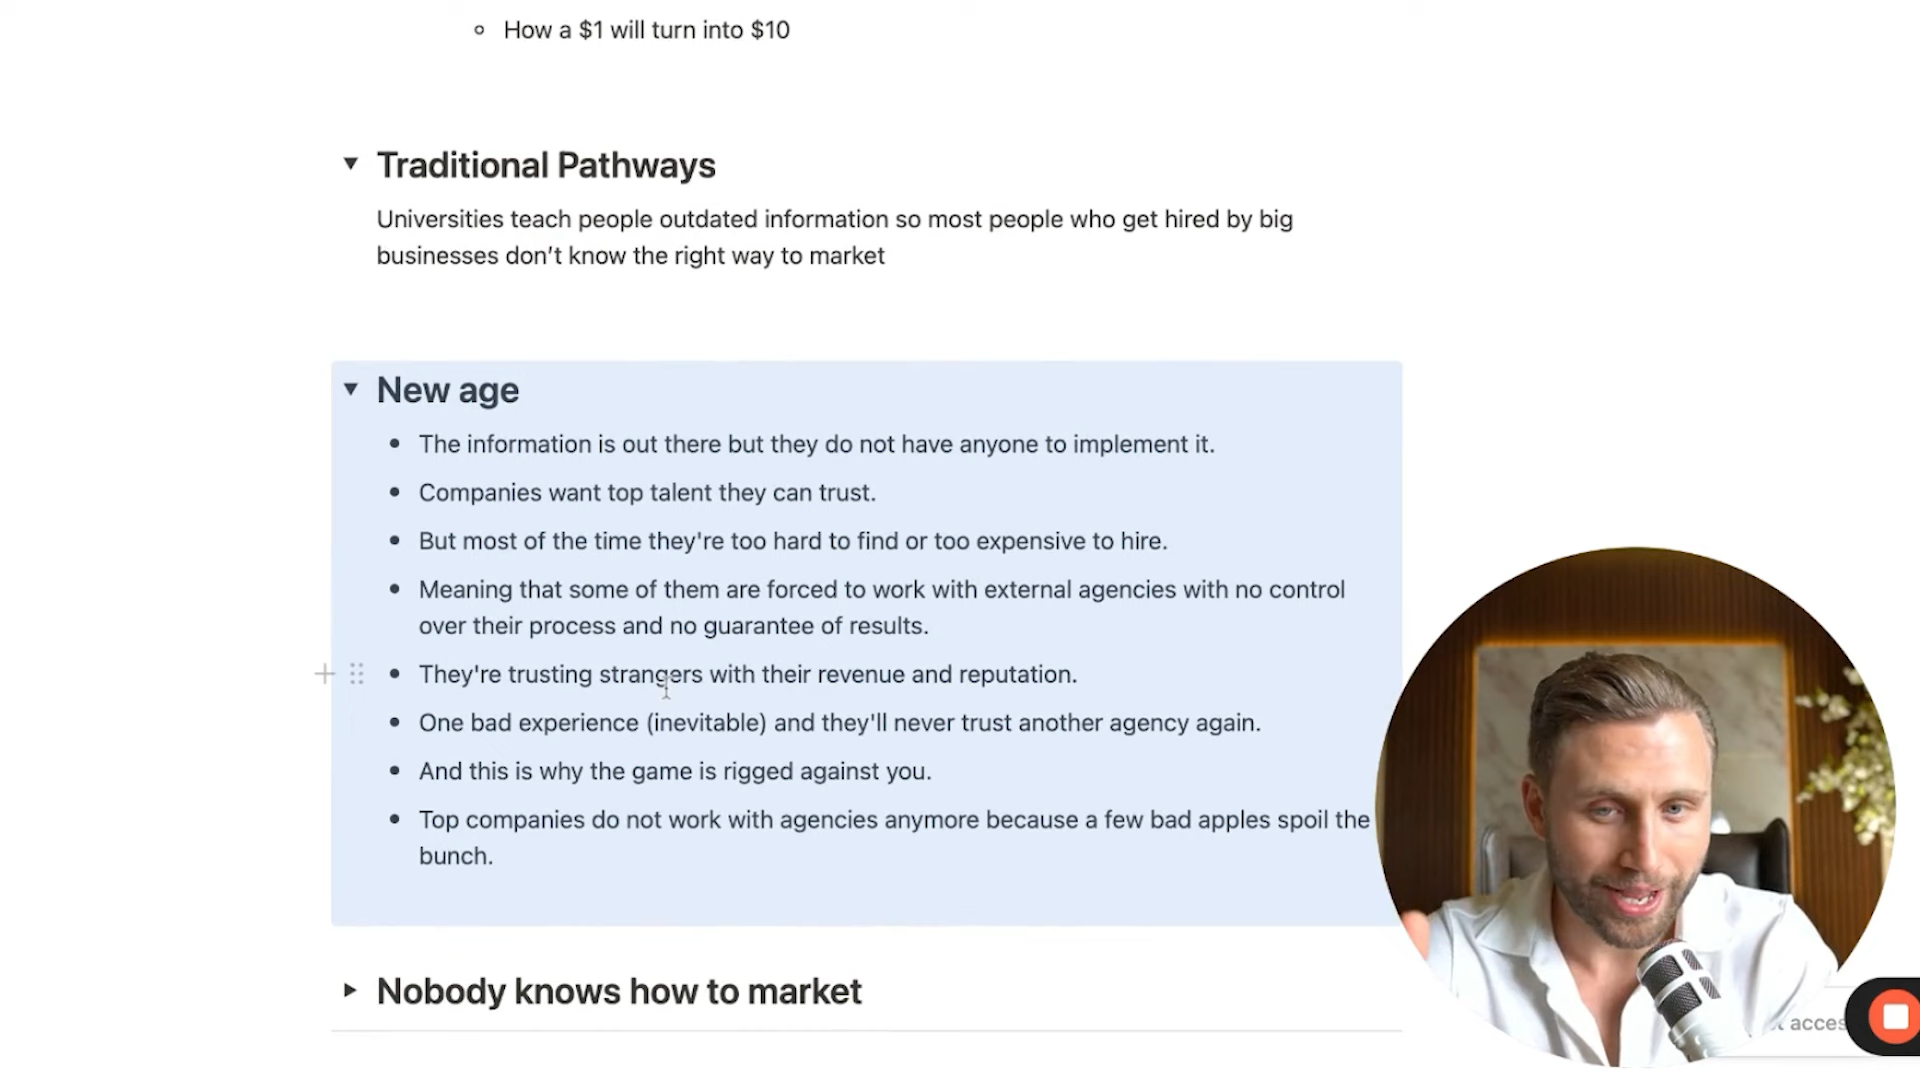 How a $1 will turn into $10
Traditional Pathways
Universities teach people outdated information so most people who get hired by big
businesses don’t know the right way to market
New age
The information is out there but they do not have anyone to implement it.
Companies want top talent they can trust.
But most of the time they're too hard to find or too expensive to hire.
Meaning that some of them are forced to work with external agencies with no control
over their process and no guarantee of results.
They're trusting strangers with their revenue and reputation.
One bad experience (inevitable) and they'll never trust another agency again.
And this is why the game is rigged against you.
Top companies do not work with agencies anymore because a few bad apples spoil the
bunch.
Nobody knows how to market